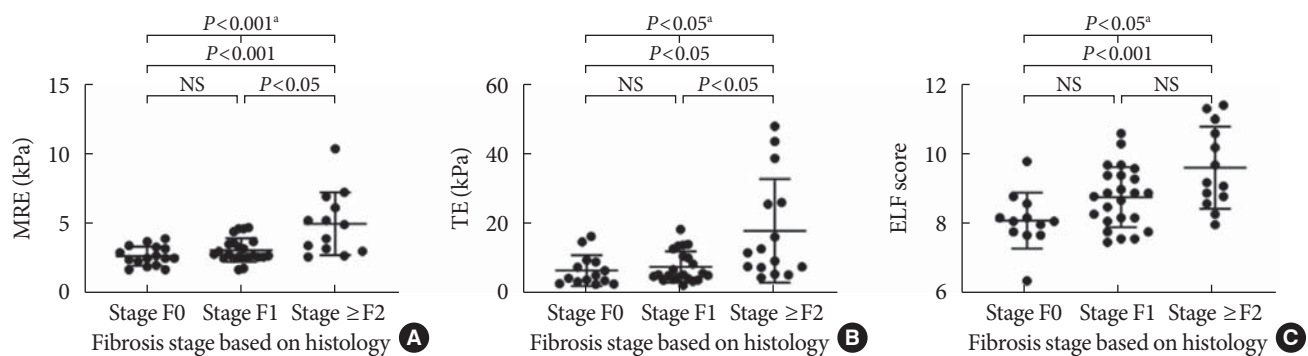 P<0.001ᵃ
P<0.001
NS
P<0.05
15
10
5
0
MRE (kPa)
Stage F0 Stage F1 Stage ≥F2
Fibrosis stage based on histology
A
P<0.05ᵃ
P<0.05
NS
P<0.05
60
40
20
0
TE (kPa)
Stage F0 Stage F1 Stage ≥F2
Fibrosis stage based on histology
B
P<0.05ᵃ
P<0.001
NS
NS
12
10
8
6
ELF score
Stage F0 Stage F1 Stage ≥F2
Fibrosis stage based on histology
C